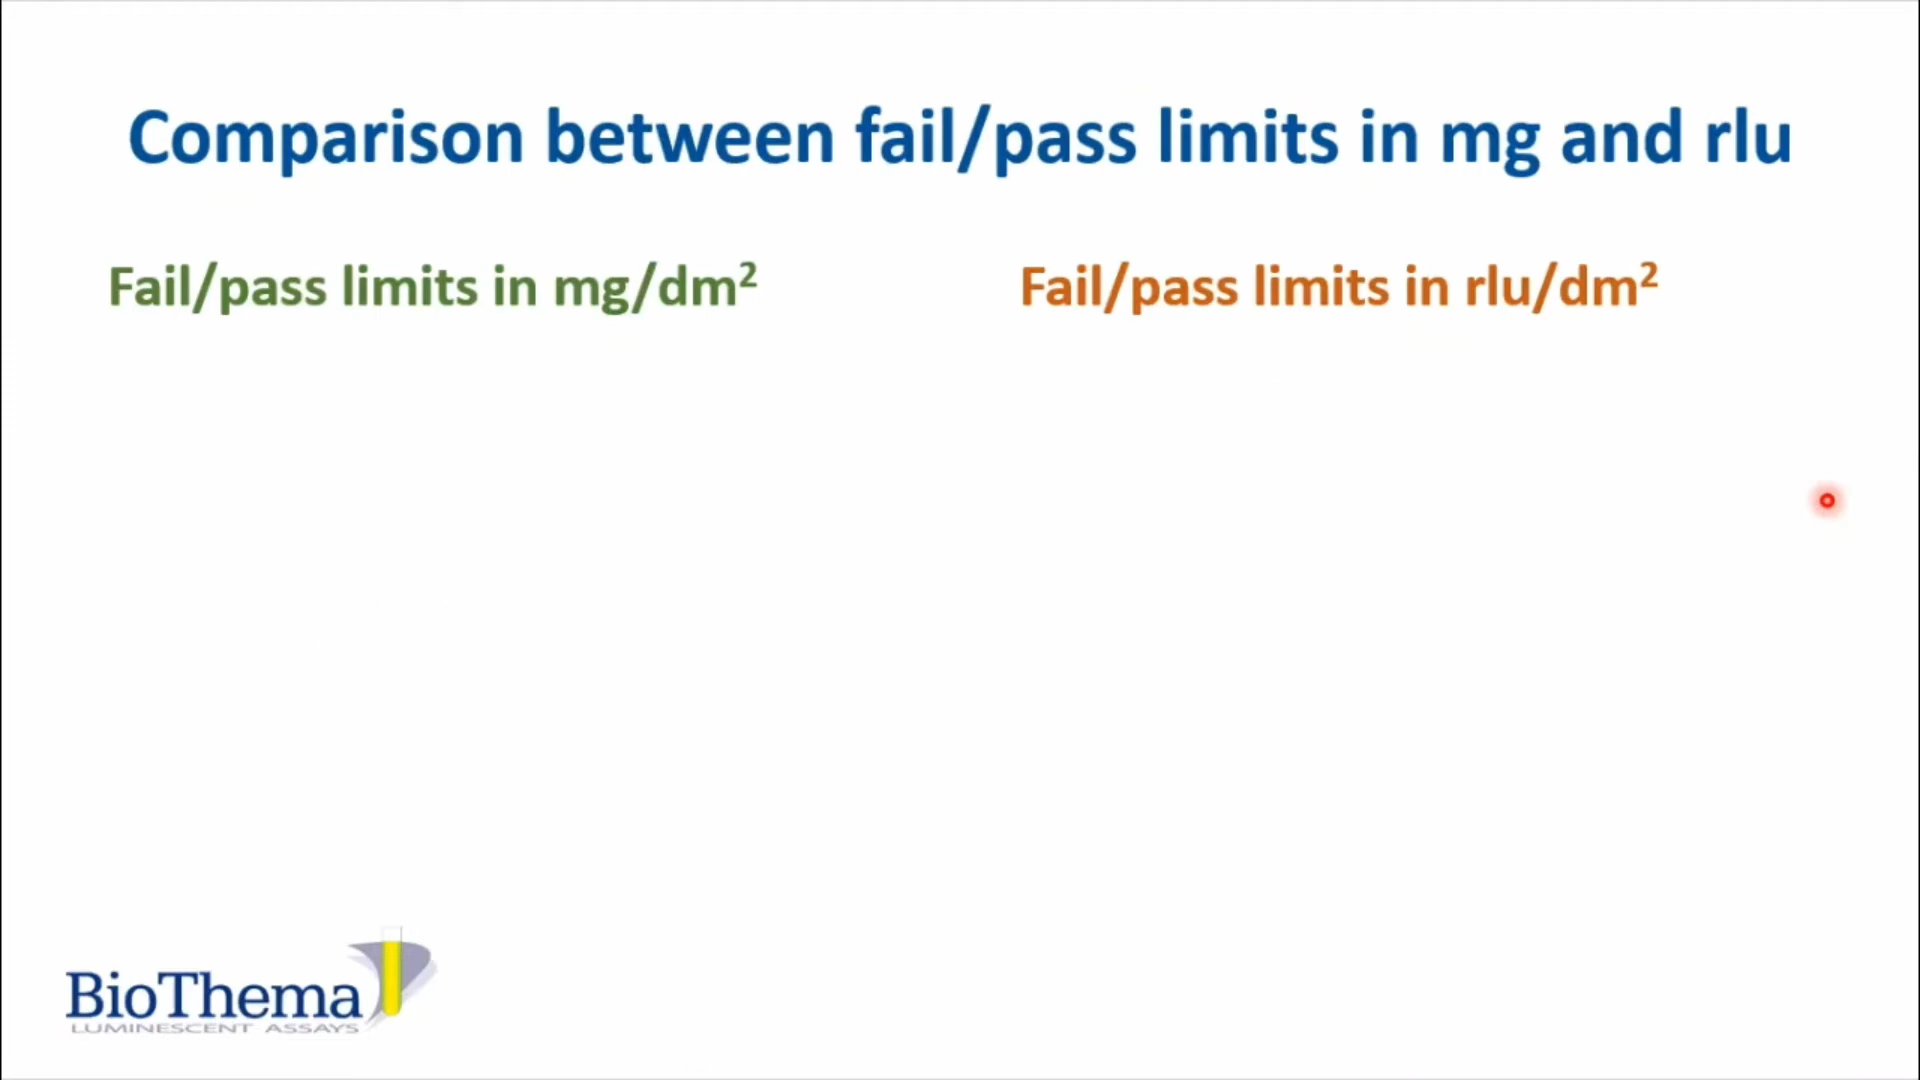 Comparison between fail/pass limits in mg and rlu
Fail/pass limits in mg/dm²
Fail/pass limits in rlu/dm²
BioThema
LUMINESCENT ASSAYS